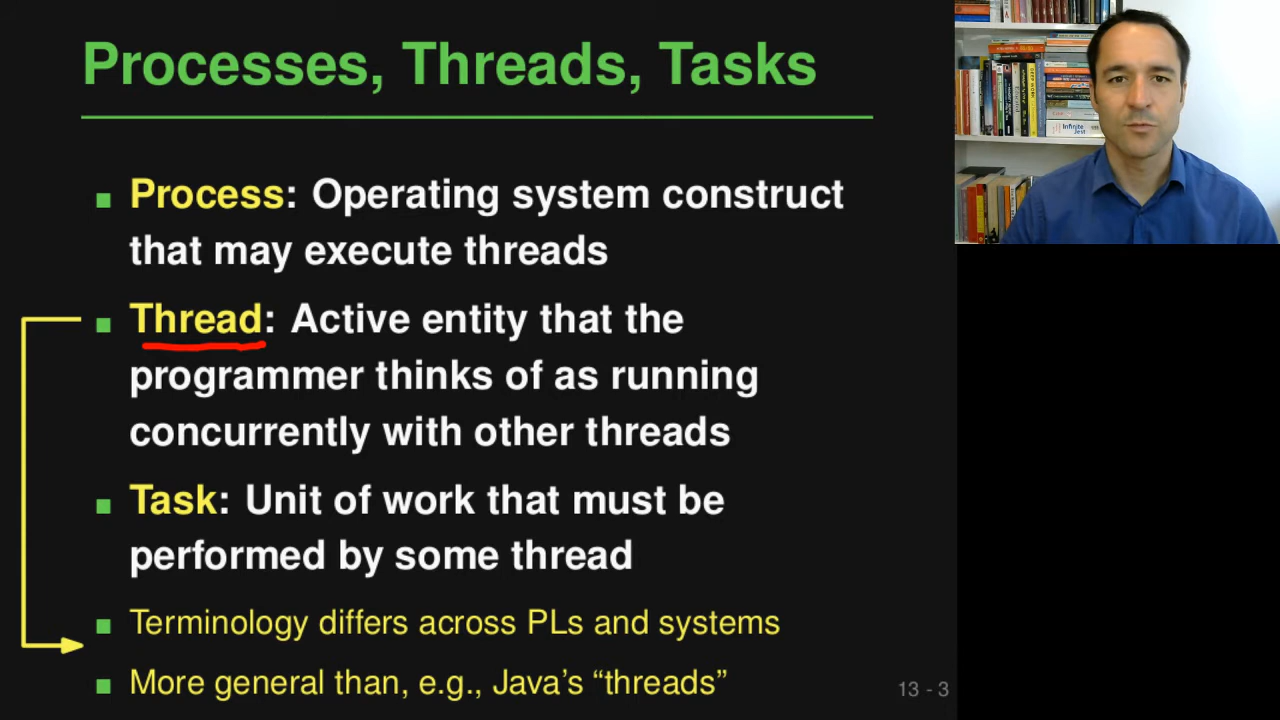 Processes, Threads, Tasks
Process: Operating system construct
that may execute threads
Thread: Active entity that the
programmer thinks of as running
concurrently with other threads
Task: Unit of work that must be
performed by some thread
Terminology differs across PLs and systems
More general than, e.g., Java's “threads”
13 - 3
Infinite
Jest